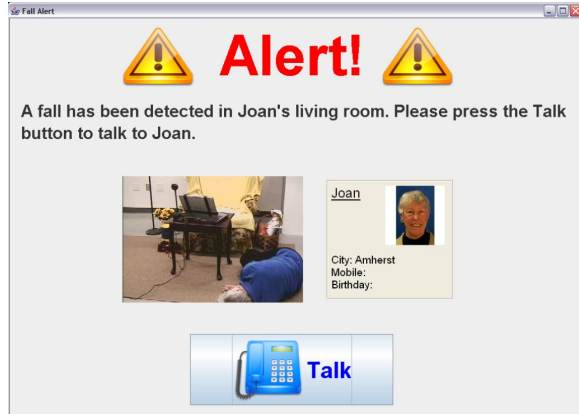 Fall Alert
Alert!
A fall has been detected in Joan's living room. Please press the Talk
button to talk to Joan.
Joan
City: Amherst
Mobile:
Birthday:
Talk